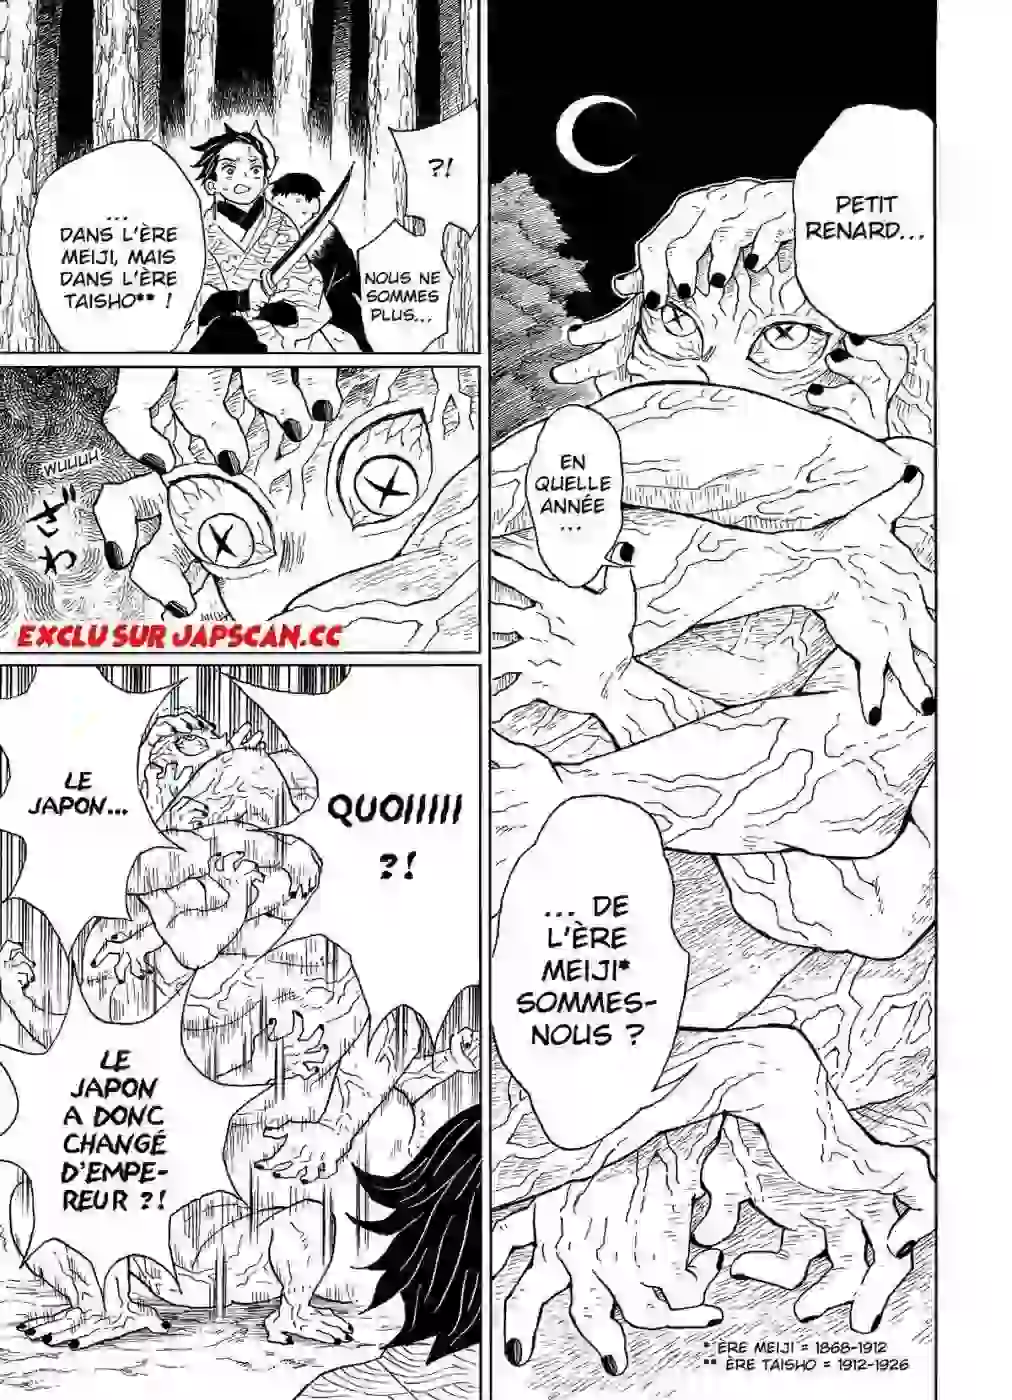 PETIT
RENARD...
EN
QUELLE
ANNÉE
...
... DE
L'ÈRE
MEIJI*
SOMMES-
NOUS ?
* ÈRE MEIJI = 1868-1912
** ÈRE TAISHO = 1912-1926
?!
NOUS NE
SOMMES
PLUS...
...
DANS L'ÈRE
MEIJI, MAIS
DANS L'ÈRE
TAISHO** !
WUUUH
わざ
EXCLU SUR JAPSCAN.CC
QUOIIIIII
?!
LE
JAPON...
LE
JAPON
A DONC
CHANGÉ
D'EMPE-
REUR ?!